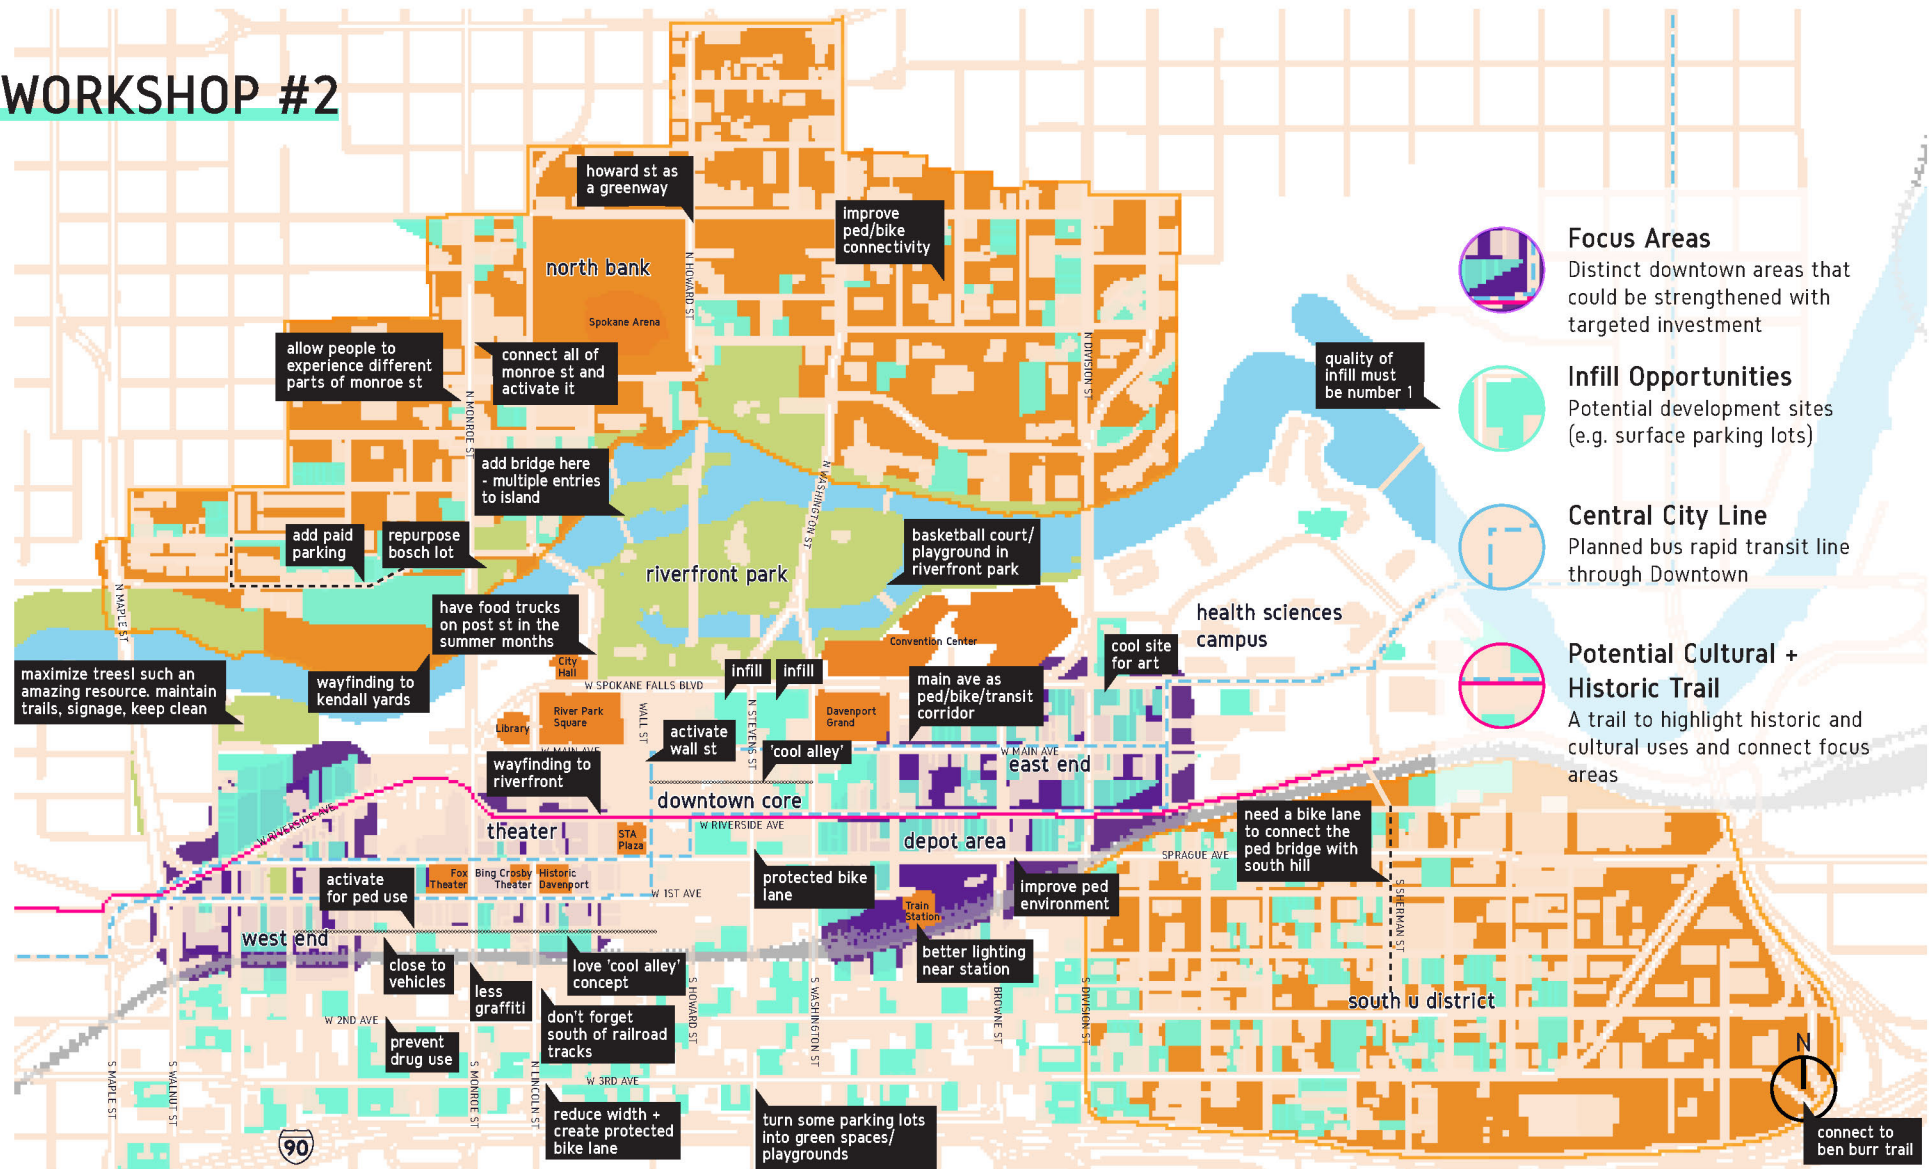 WORKSHOP #2
howard st as
a greenway
improve
ped/bike
connectivity
north bank
N HOWARD ST
Spokane Arena
allow people to
experience different
parts of monroe st
connect all of
monroe st and
activate it
N MONROE ST
N DIVISION ST
quality of
infill must
be number 1
Focus Areas
Distinct downtown areas that
could be strengthened with
targeted investment
Infill Opportunities
Potential development sites
(e.g. surface parking lots)
Central City Line
Planned bus rapid transit line
through Downtown
Potential Cultural +
Historic Trail
A trail to highlight historic and
cultural uses and connect focus
areas
add bridge here
- multiple entries
to island
N WASHINGTON ST
add paid
parking
repurpose
bosch lot
basketball court/
playground in
riverfront park
riverfront park
N MAPLE ST
have food trucks
on post st in the
summer months
health sciences
campus
Convention Center
cool site
for art
maximize trees! such an
amazing resource. maintain
trails, signage, keep clean
wayfinding to
kendall yards
City
Hall
infill
infill
W SPOKANE FALLS BLVD
main ave as
ped/bike/transit
corridor
River Park
Square
Library
WALL ST
N STEVENS ST
Davenport
Grand
activate
wall st
'cool alley'
W MAIN AVE
W MAIN AVE
east end
wayfinding to
riverfront
downtown core
W RIVERSIDE AVE
theater
STA
Plaza
W RIVERSIDE AVE
depot area
need a bike lane
to connect the
ped bridge with
south hill
SPRAGUE AVE
activate
for ped use
Fox
Theater
Bing Crosby
Theater
Historic
Davenport
W 1ST AVE
protected bike
lane
improve ped
environment
Train
Station
S SHERMAN ST
west end
close to
vehicles
less
graffiti
love 'cool alley'
concept
better lighting
near station
south u district
W 2ND AVE
prevent
drug use
don't forget
south of railroad
tracks
S HOWARD ST
S WASHINGTON ST
BROWNE ST
S DIVISION ST
S MAPLE ST
S WALNUT ST
S MONROE ST
N LINCOLN ST
W 3RD AVE
reduce width +
create protected
bike lane
turn some parking lots
into green spaces/
playgrounds
90
N
connect to
ben burr trail